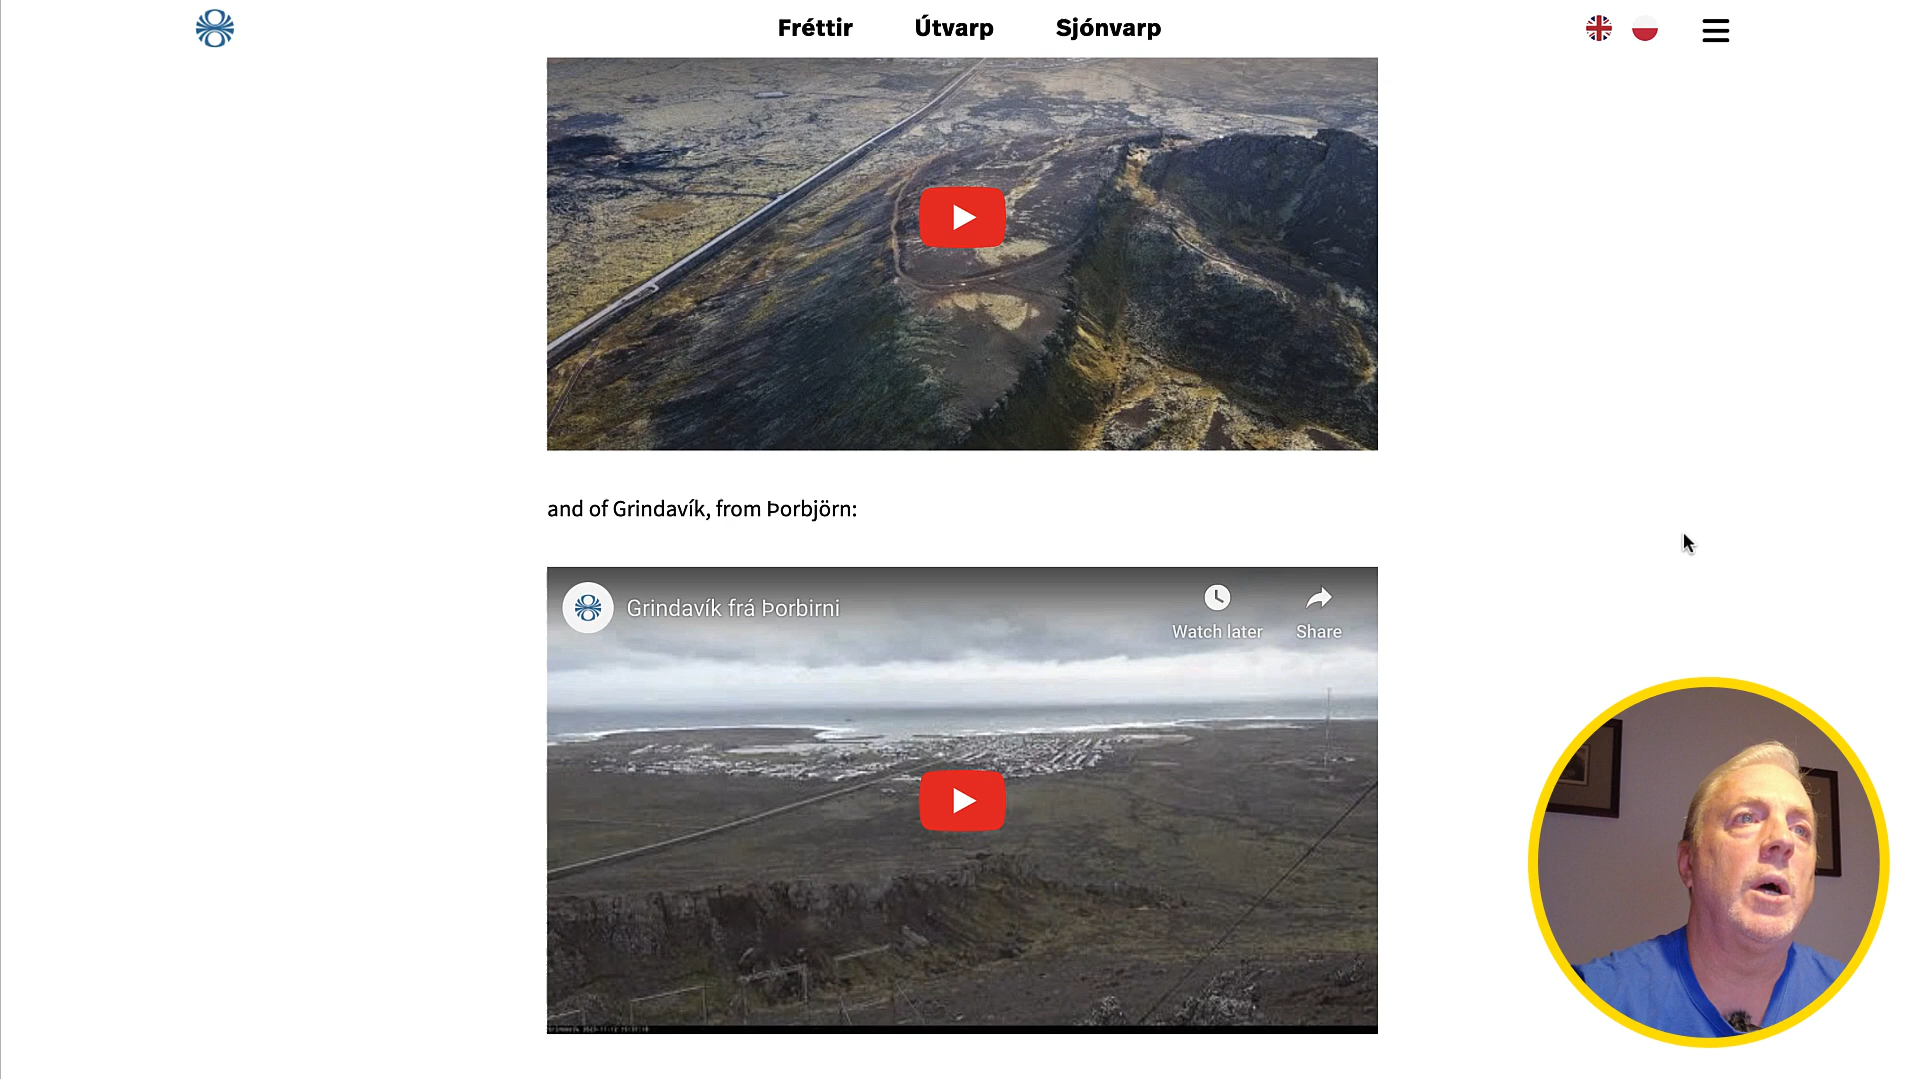 Fréttir Útvarp Sjónvarp
and of Grindavík, from Þorbjörn:
Grindavík frá Þorbirni
Watch later Share